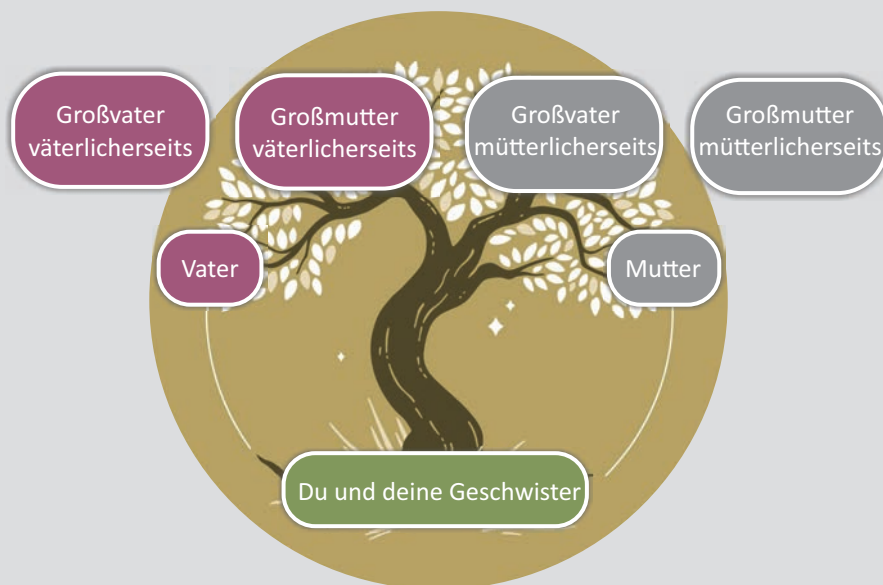 Großvater
väterlicherseits
Großmutter
väterlicherseits
Großvater
mütterlicherseits
Großmutter
mütterlicherseits
Vater
Mutter
Du und deine Geschwister